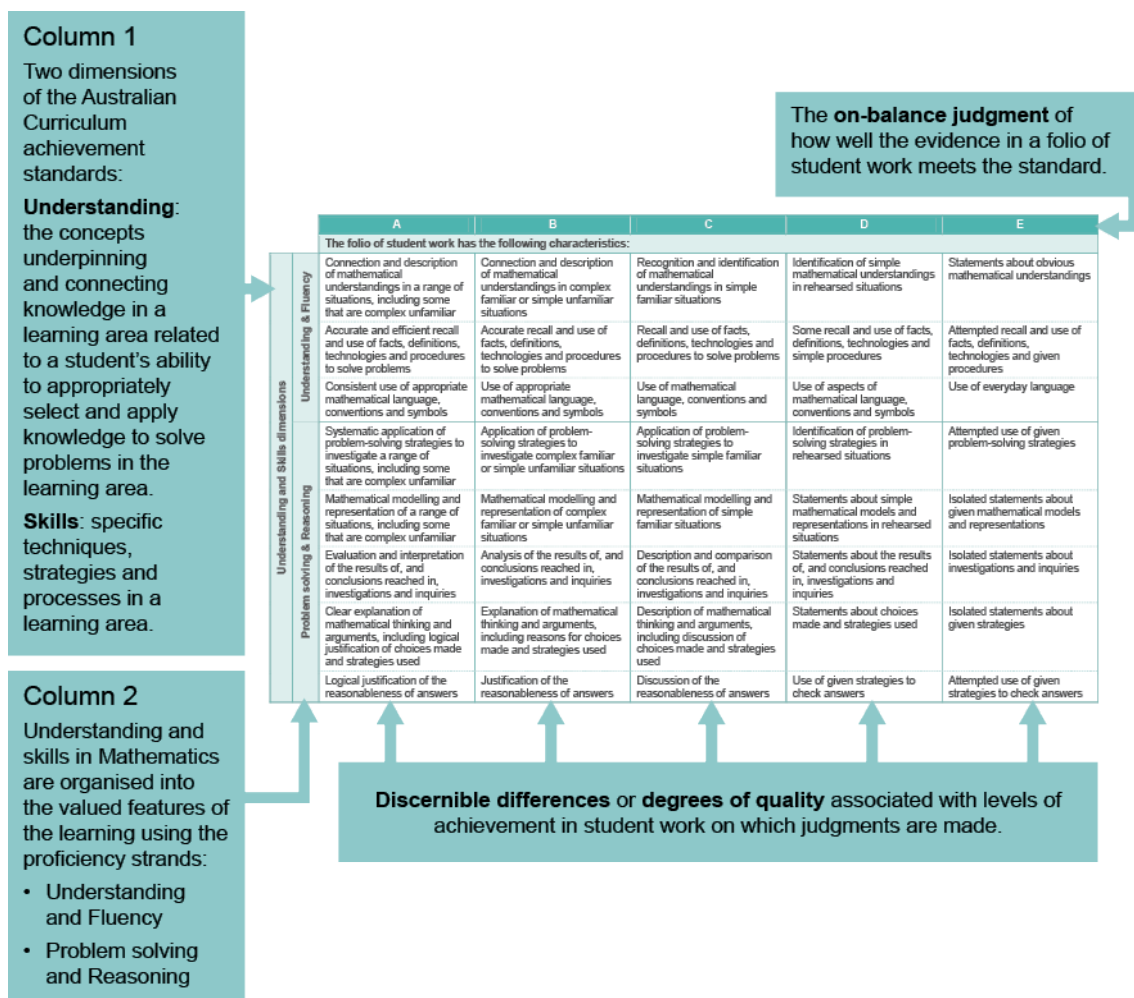 Column 1
Two dimensions
of the Australian
Curriculum
achievement
standards:
Understanding:
the concepts
underpinning
and connecting
knowledge in a
learning area related
to a student's ability
to appropriately
select and apply
knowledge to solve
problems in the
learning area.
Skills: specific
techniques,
strategies and
processes in a
learning area.
Column 2
Understanding and
skills in Mathematics
are organised into
the valued features of
the learning using the
proficiency strands:
• Understanding
and Fluency
• Problem solving
and Reasoning
The on-balance judgment of
how well the evidence in a folio of
student work meets the standard.
A B C D E
The folio of student work has the following characteristics:
Understanding and Skills dimensions
Understanding & Fluency
Connection and description
of mathematical
understandings in a range of
situations, including some
that are complex unfamiliar
Connection and description
of mathematical
understandings in complex
familiar or simple unfamiliar
situations
Recognition and identification
of mathematical
understandings in simple
familiar situations
Identification of simple
mathematical understandings
in rehearsed situations
Statements about obvious
mathematical understandings
Accurate and efficient recall
and use of facts, definitions,
technologies and procedures
to solve problems
Accurate recall and use of
facts, definitions,
technologies and procedures
to solve problems
Recall and use of facts,
definitions, technologies and
procedures to solve problems
Some recall and use of facts,
definitions, technologies and
simple procedures
Attempted recall and use of
facts, definitions,
technologies and given
procedures
Consistent use of appropriate
mathematical language,
conventions and symbols
Use of appropriate
mathematical language,
conventions and symbols
Use of mathematical
language, conventions and
symbols
Use of aspects of
mathematical language,
conventions and symbols
Use of everyday language
Problem solving & Reasoning
Systematic application of
problem-solving strategies to
investigate a range of
situations, including some
that are complex unfamiliar
Application of problem-
solving strategies to
investigate complex familiar
or simple unfamiliar situations
Application of problem-
solving strategies to
investigate simple familiar
situations
Identification of problem-
solving strategies in
rehearsed situations
Attempted use of given
problem-solving strategies
Mathematical modelling and
representation of a range of
situations, including some
that are complex unfamiliar
Mathematical modelling and
representation of complex
familiar or simple unfamiliar
situations
Mathematical modelling and
representation of simple
familiar situations
Statements about simple
mathematical models and
representations in rehearsed
situations
Isolated statements about
given mathematical models
and representations
Evaluation and interpretation
of the results of, and
conclusions reached in,
investigations and inquiries
Analysis of the results of, and
conclusions reached in,
investigations and inquiries
Description and comparison
of the results of, and
conclusions reached in,
investigations and inquiries
Statements about the results
of, and conclusions reached
in, investigations and
inquiries
Isolated statements about
investigations and inquiries
Clear explanation of
mathematical thinking and
arguments, including logical
justification of choices made
and strategies used
Explanation of mathematical
thinking and arguments,
including reasons for choices
made and strategies used
Description of mathematical
thinking and arguments,
including discussion of
choices made and strategies
used
Statements about choices
made and strategies used
Isolated statements about
given strategies
Logical justification of the
reasonableness of answers
Justification of the
reasonableness of answers
Discussion of the
reasonableness of answers
Use of given strategies to
check answers
Attempted use of given
strategies to check answers
Discernible differences or degrees of quality associated with levels of
achievement in student work on which judgments are made.